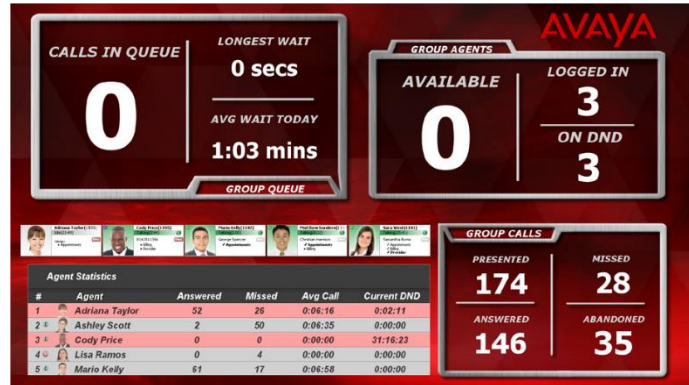 CALLS IN QUEUE
0
LONGEST WAIT
0 secs
AVG WAIT TODAY
1:03 mins
GROUP QUEUE
AVAYA
GROUP AGENTS
AVAILABLE
0
LOGGED IN
3
ON DND
3
Agent Statistics
# Agent Answered Missed Avg Call Current DND
1 Adriana Taylor 52 26 0:06:16 0:02:11
2 Ashley Scott 2 50 0:06:35 0:00:00
3 Cody Price 0 0 0:00:00 31:16:23
4 Lisa Ramos 0 4 0:00:00 0:00:00
5 Mario Kelly 61 17 0:06:58 0:00:00
GROUP CALLS
PRESENTED
174
MISSED
28
ANSWERED
146
ABANDONED
35